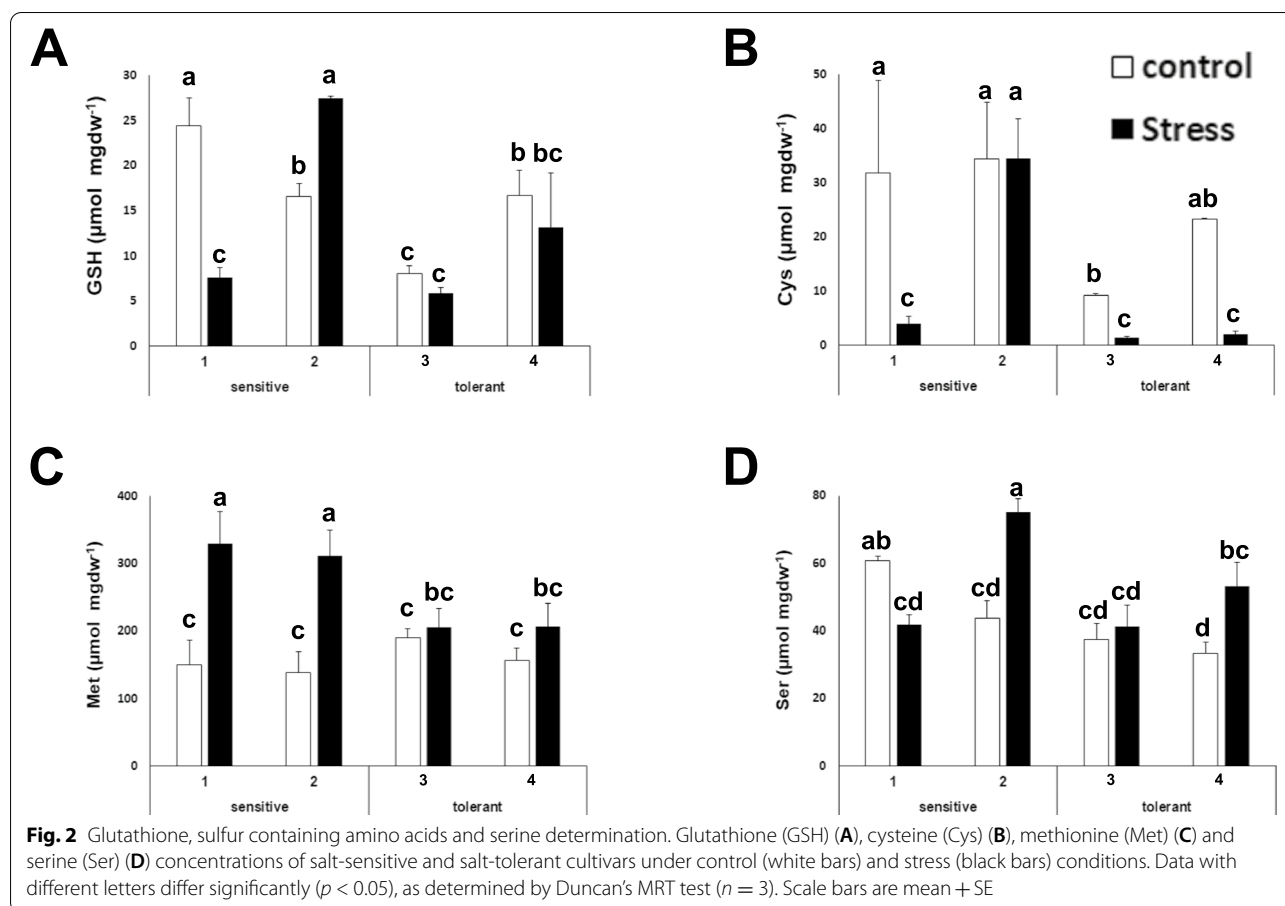 A
GSH (µmol mgdw-1)
30
25
20
15
10
5
0
a
c
b
a
c
c
b
bc
1
2
3
4
sensitive
tolerant
B
Cys (µmol mgdw-1)
50
40
30
20
10
0
a
c
a
a
b
c
ab
c
1
2
3
4
sensitive
tolerant
control
Stress
C
Met (µmol mgdw-1)
400
300
200
100
0
c
a
c
a
c
bc
c
bc
1
2
3
4
sensitive
tolerant
D
Ser (µmol mgdw-1)
80
60
40
20
0
ab
cd
cd
a
cd
cd
d
bc
1
2
3
4
sensitive
tolerant
Fig. 2 Glutathione, sulfur containing amino acids and serine determination. Glutathione (GSH) (A), cysteine (Cys) (B), methionine (Met) (C) and
serine (Ser) (D) concentrations of salt-sensitive and salt-tolerant cultivars under control (white bars) and stress (black bars) conditions. Data with
different letters differ significantly (p < 0.05), as determined by Duncan's MRT test (n = 3). Scale bars are mean + SE